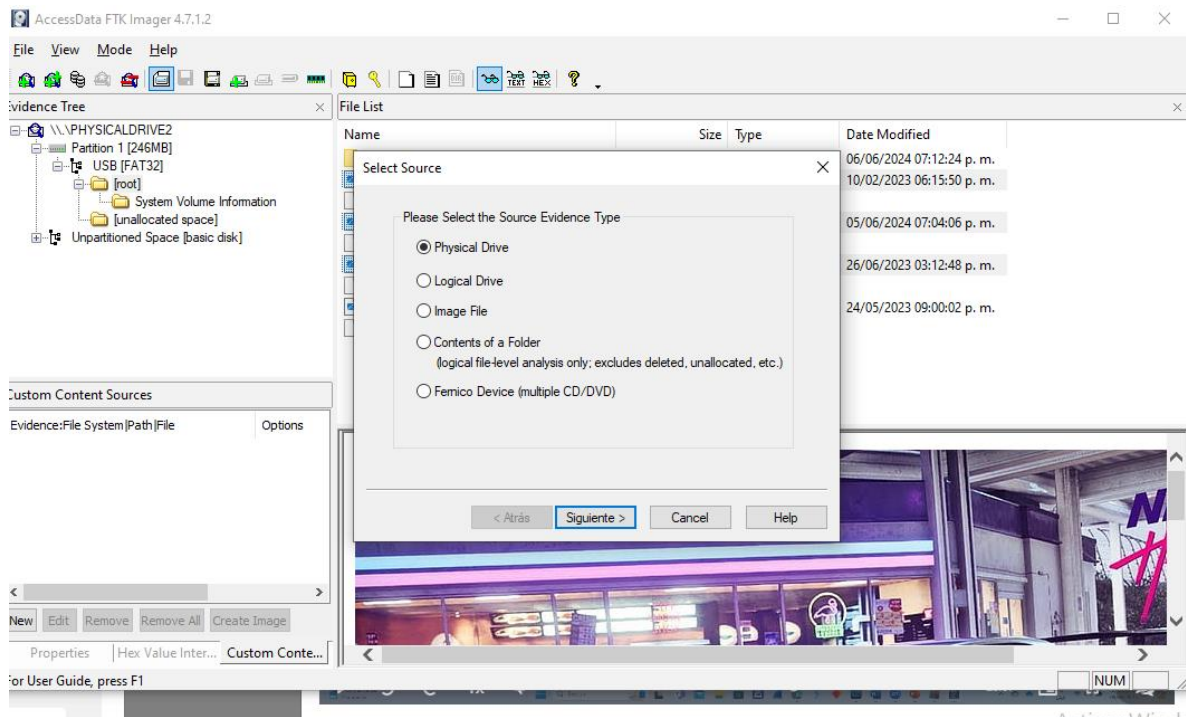 AccessData FTK Imager 4.7.1.2
File View Mode Help
TEXT HEX
Evidence Tree
\\.\PHYSICALDRIVE2
Partition 1 [246MB]
USB [FAT32]
[root]
System Volume Information
[unallocated space]
Unpartitioned Space [basic disk]
Custom Content Sources
Evidence:File System|Path|File Options
New Edit Remove Remove All Create Image
Properties Hex Value Inter... Custom Conte...
File List
Name Size Type Date Modified
06/06/2024 07:12:24 p. m.
10/02/2023 06:15:50 p. m.
05/06/2024 07:04:06 p. m.
26/06/2023 03:12:48 p. m.
24/05/2023 09:00:02 p. m.
Select Source
Please Select the Source Evidence Type
Physical Drive
Logical Drive
Image File
Contents of a Folder
(logical file-level analysis only; excludes deleted, unallocated, etc.)
Fernico Device (multiple CD/DVD)
< Atrás Siguiente > Cancel Help
For User Guide, press F1
NUM